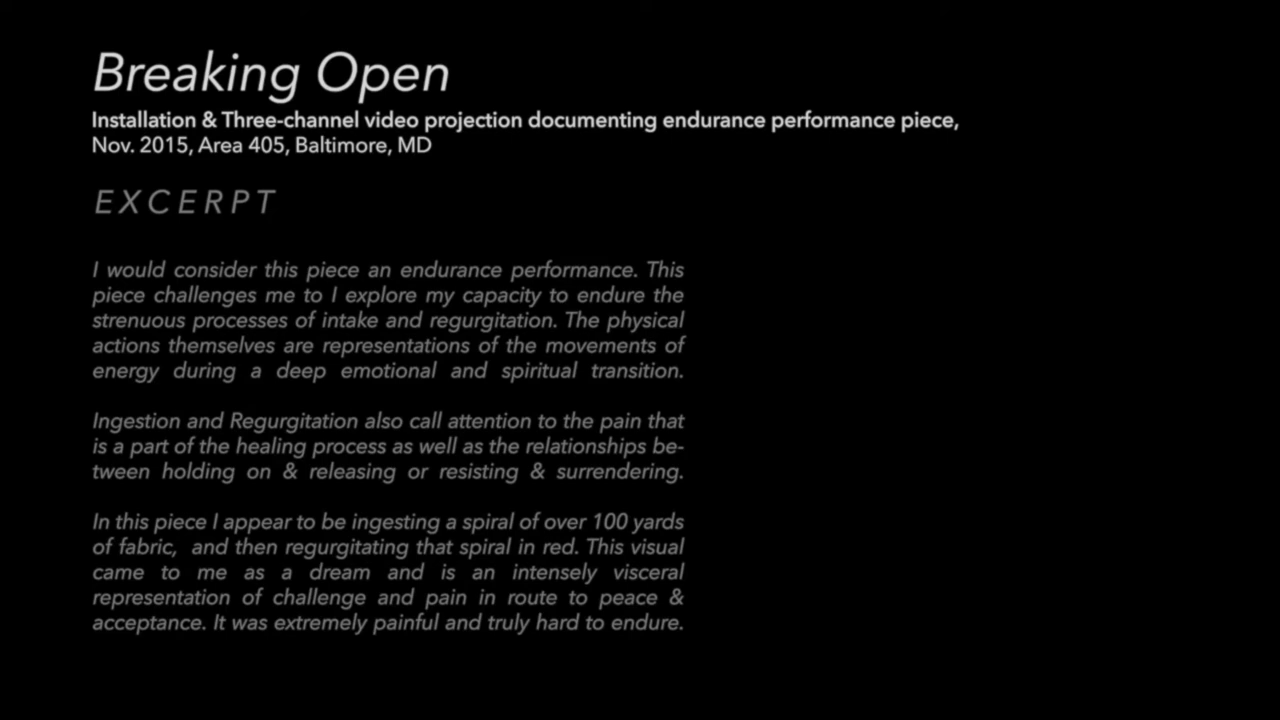 Breaking Open
Installation & Three-channel video projection documenting endurance performance piece,
Nov. 2015, Area 405, Baltimore, MD
EXCERPT
I would consider this piece an endurance performance. This
piece challenges me to I explore my capacity to endure the
strenuous processes of intake and regurgitation. The physical
actions themselves are representations of the movements of
energy during a deep emotional and spiritual transition.
Ingestion and Regurgitation also call attention to the pain that
is a part of the healing process as well as the relationships be-
tween holding on & releasing or resisting & surrendering.
In this piece I appear to be ingesting a spiral of over 100 yards
of fabric, and then regurgitating that spiral in red. This visual
came to me as a dream and is an intensely visceral
representation of challenge and pain in route to peace &
acceptance. It was extremely painful and truly hard to endure.